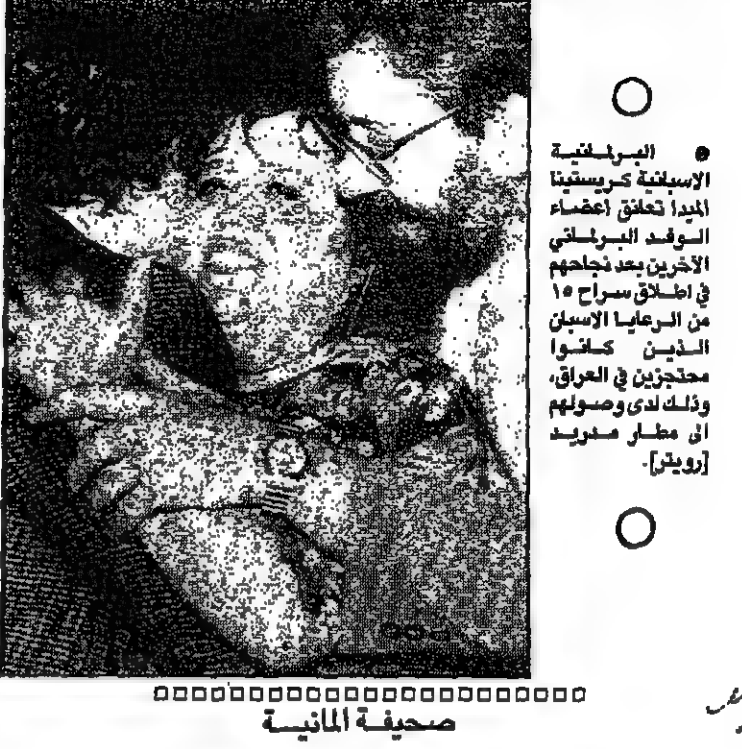 ● البرلمانية
الاسبانية كريستينا
الميدا تعانق اعضاء
الوفد البرلماني
الآخرين بعد نجاحهم
في اطلاق سراح ١٥
من الرعايا الاسبان
الذين كانوا
محتجزين في العراق،
وذلك لدى وصولهم
الى مطار مدريد
[رويتر].
صحيفة المانية